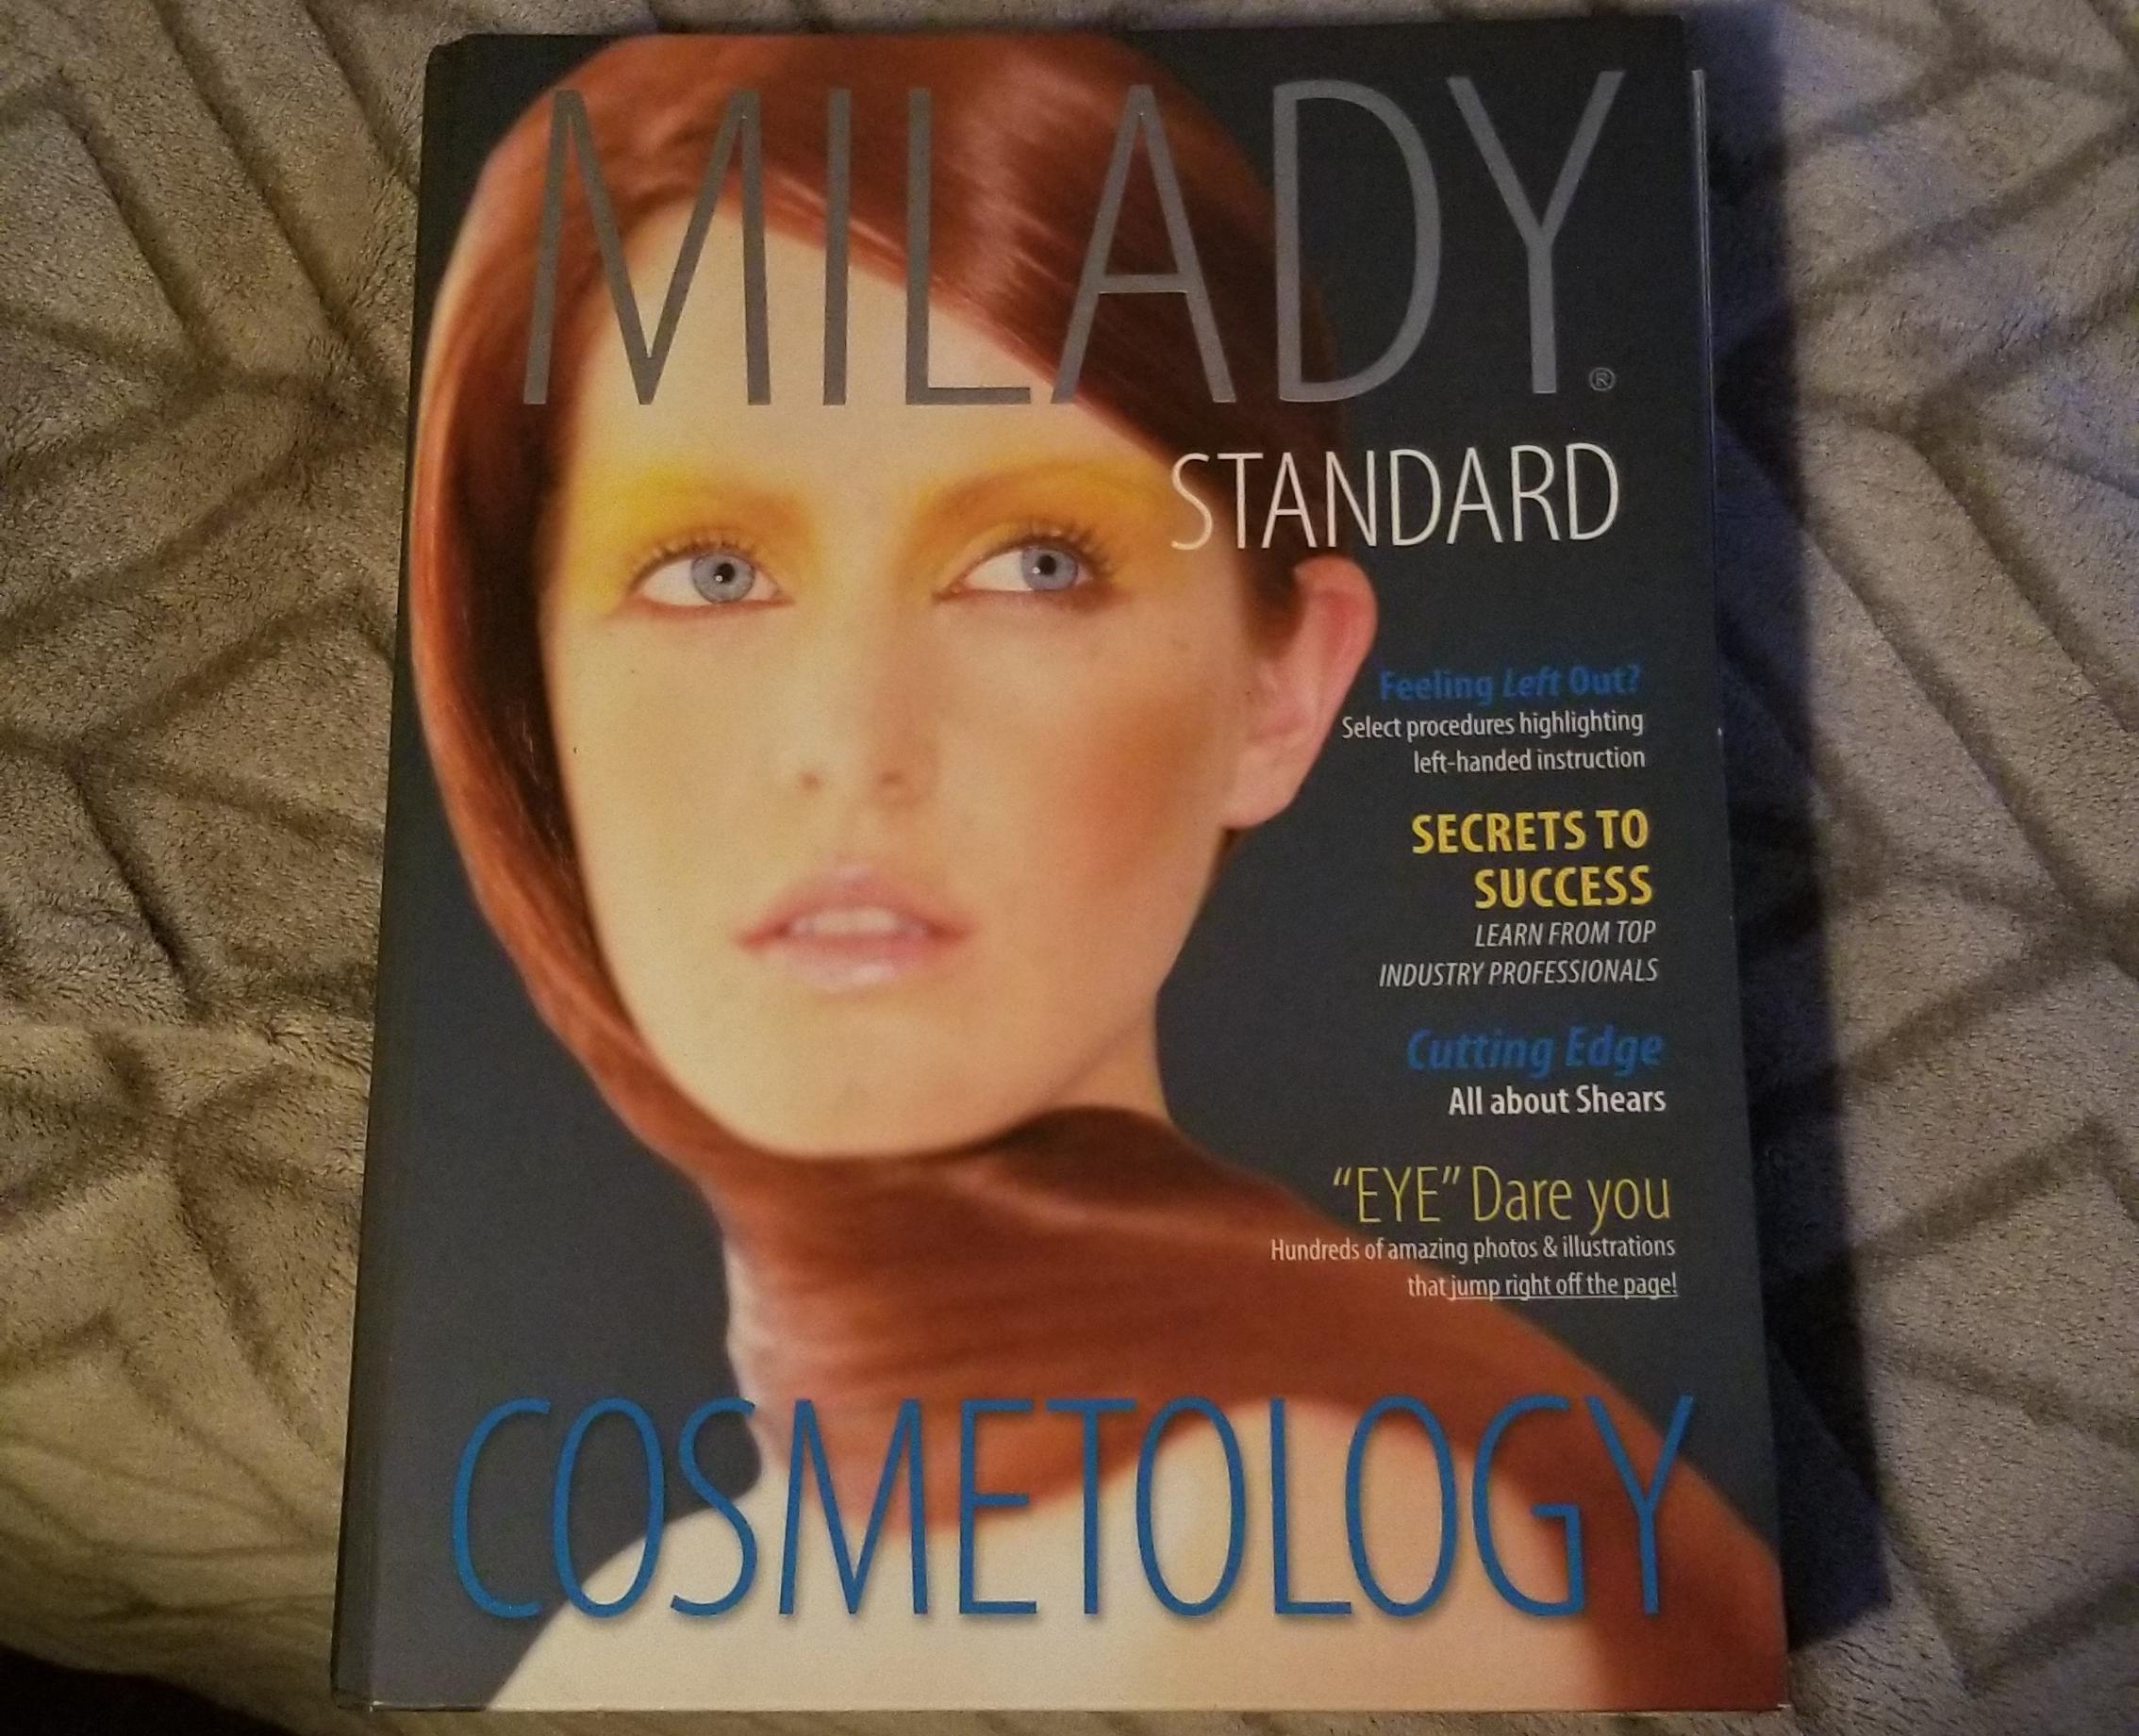 MILADY®
STANDARD
Feeling Left Out?
Select procedures highlighting
left-handed instruction
SECRETS TO
SUCCESS
LEARN FROM TOP
INDUSTRY PROFESSIONALS
Cutting Edge
All about Shears
“EYE” Dare you
Hundreds of amazing photos & illustrations
that jump right off the page!
COSMETOLOGY